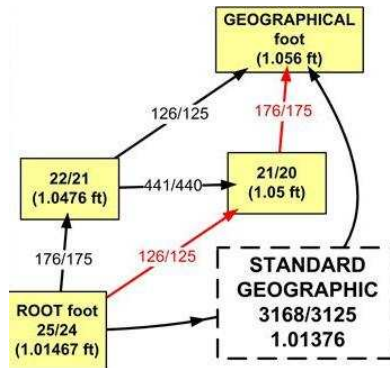 GEOGRAPHICAL
foot
(1.056 ft)
126/125
176/175
22/21
(1.0476 ft)
441/440
21/20
(1.05 ft)
176/175
126/125
STANDARD
GEOGRAPHIC
3168/3125
1.01376
ROOT foot
25/24
(1.01467 ft)